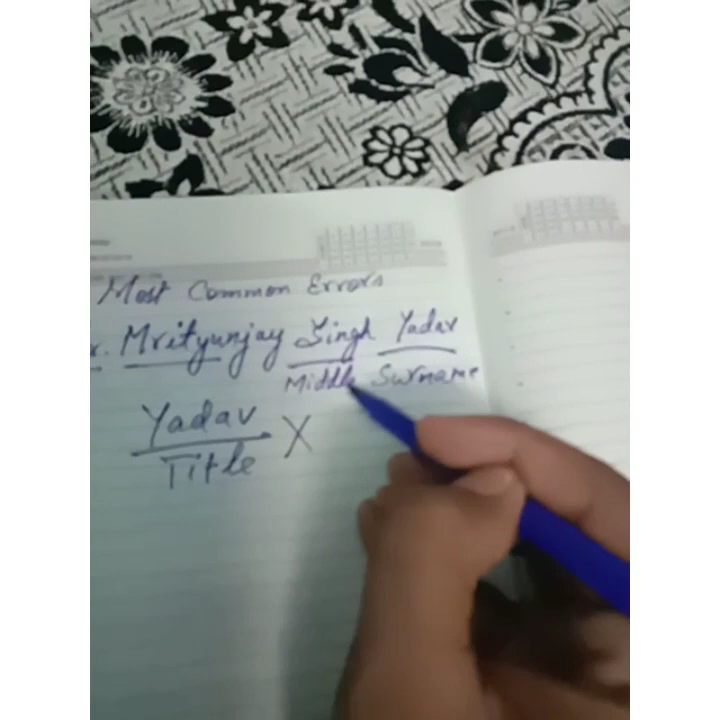 Most Common Errors
r. Mrityunjay Singh Yadav
Middle Surname
Yadav X
Title